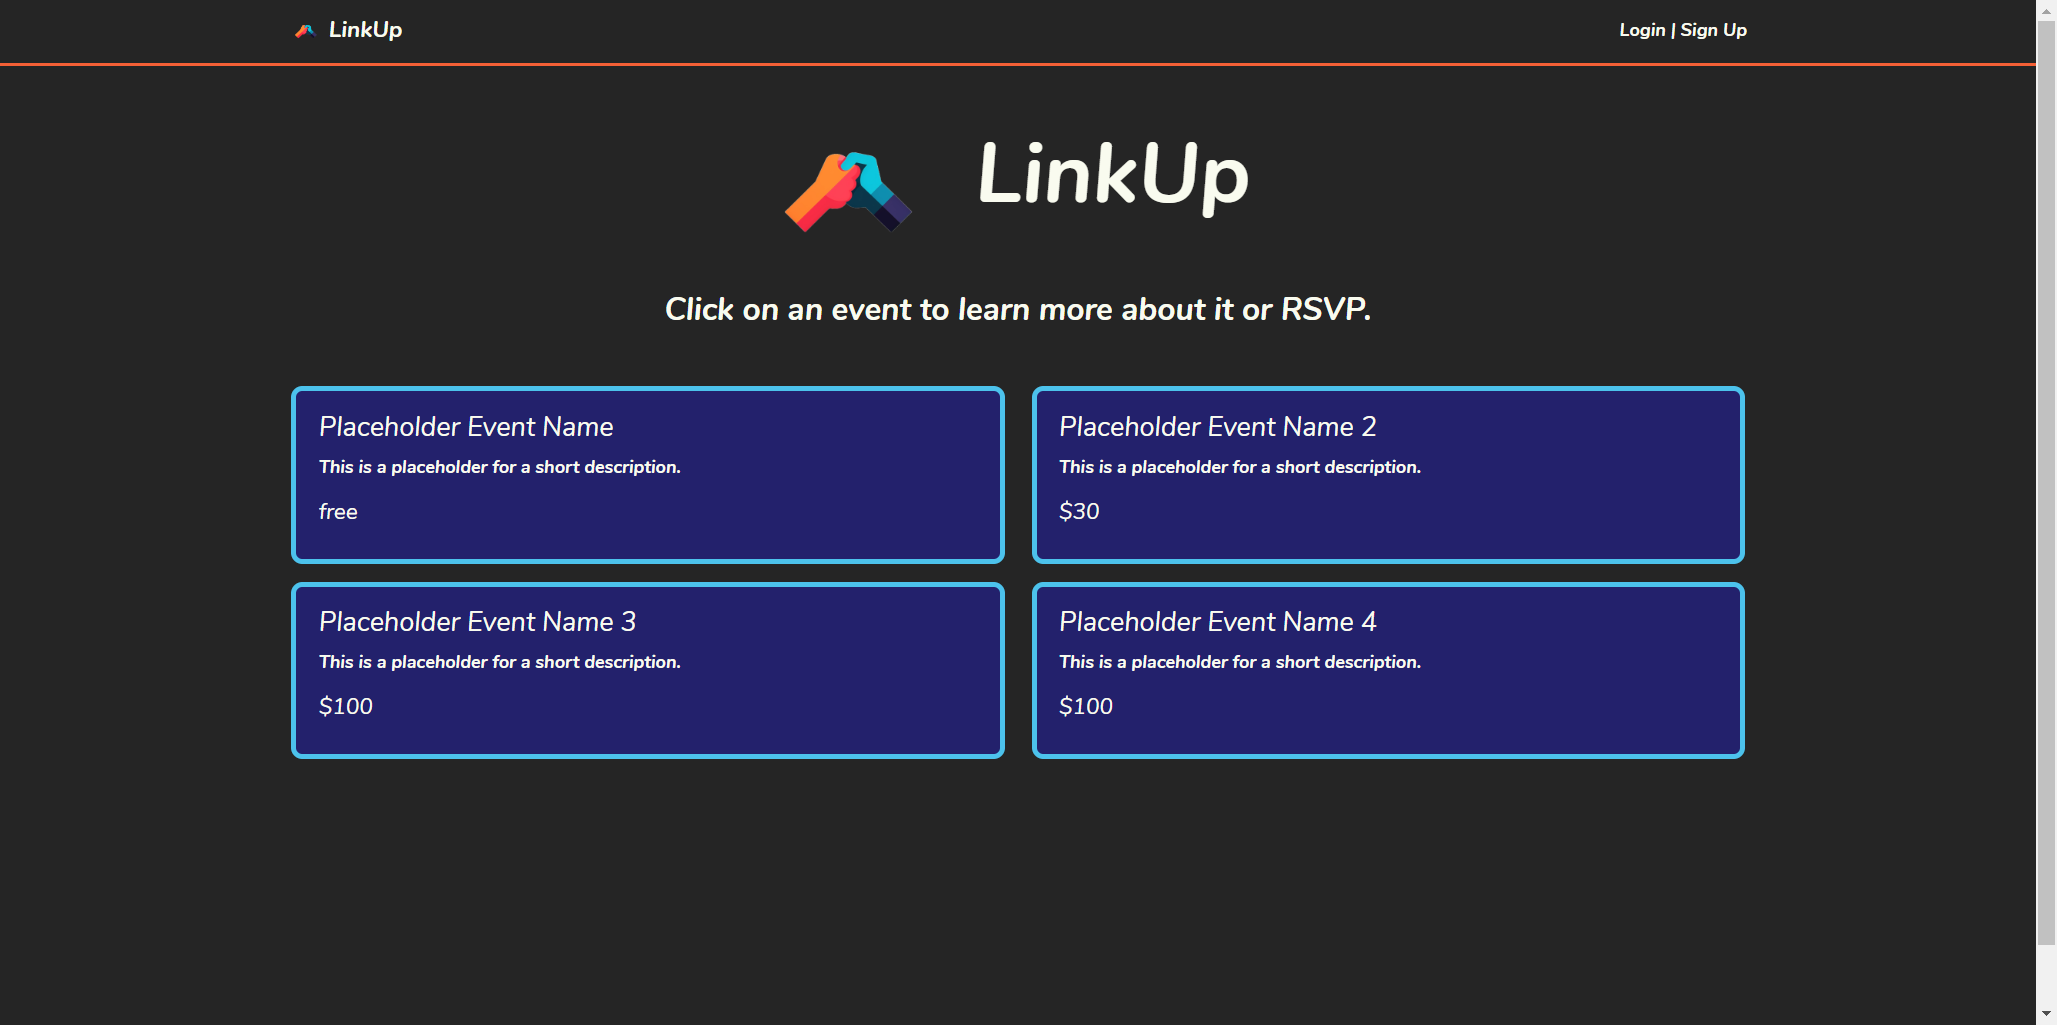 LinkUp
Login | Sign Up
LinkUp
Click on an event to learn more about it or RSVP.
Placeholder Event Name
This is a placeholder for a short description.
free
Placeholder Event Name 2
This is a placeholder for a short description.
$30
Placeholder Event Name 3
This is a placeholder for a short description.
$100
Placeholder Event Name 4
This is a placeholder for a short description.
$100